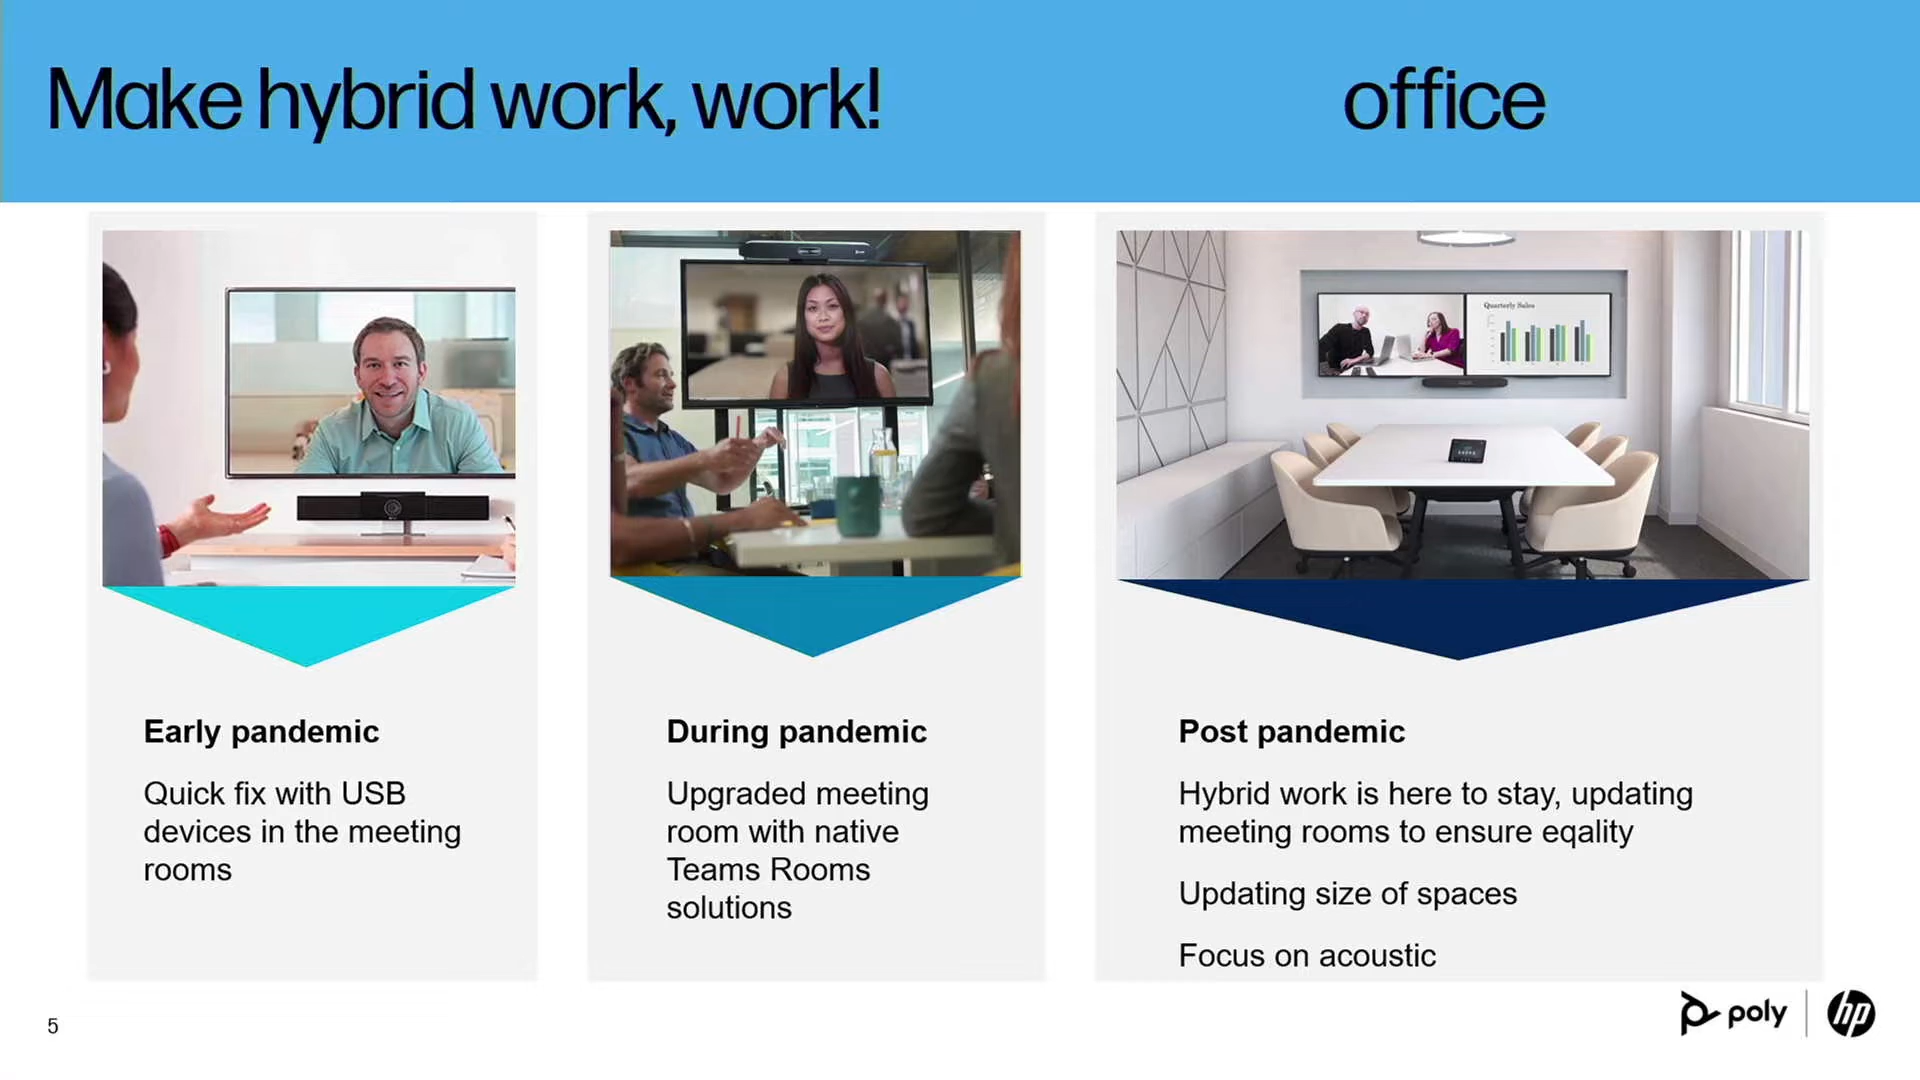 Make hybrid work, work!
office
Quarterly Sales
Early pandemic
Quick fix with USB
devices in the meeting
rooms
During pandemic
Upgraded meeting
room with native
Teams Rooms
solutions
Post pandemic
Hybrid work is here to stay, updating
meeting rooms to ensure eqality
Updating size of spaces
Focus on acoustic
5
poly
hp